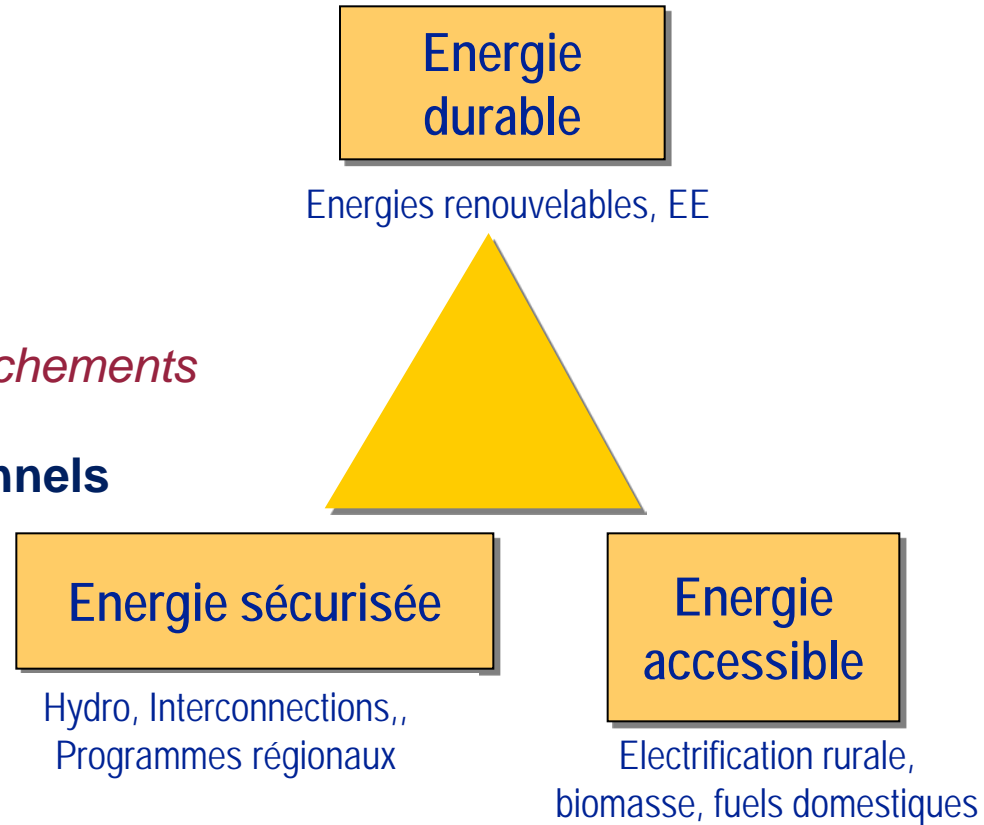 Energie
durable
Energies renouvelables, EE
chements
nnels
Energie sécurisée
Hydro, Interconnections,,
Programmes régionaux
Energie
accessible
Electrification rurale,
biomasse, fuels domestiques